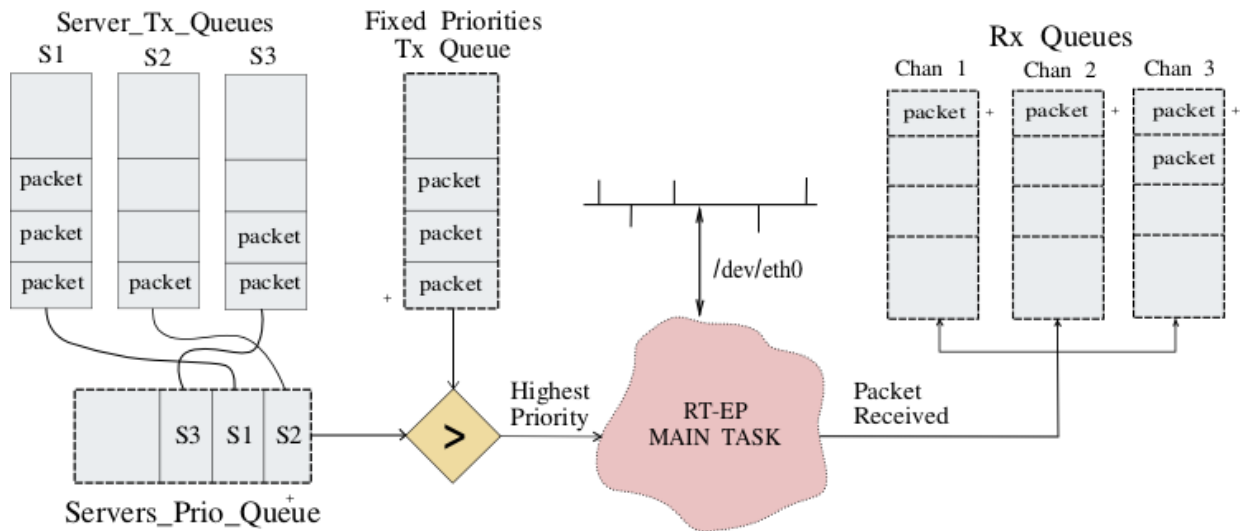 Server_Tx_Queues
S1 S2 S3
packet
packet packet
packet packet packet
S3 S1 S2
+
Servers_Prio_Queue
Fixed Priorities
Tx Queue
packet
packet
packet
+
>
Highest
Priority
/dev/eth0
RT-EP
MAIN TASK
Packet
Received
Rx Queues
Chan 1 Chan 2 Chan 3
packet + packet + packet +
packet